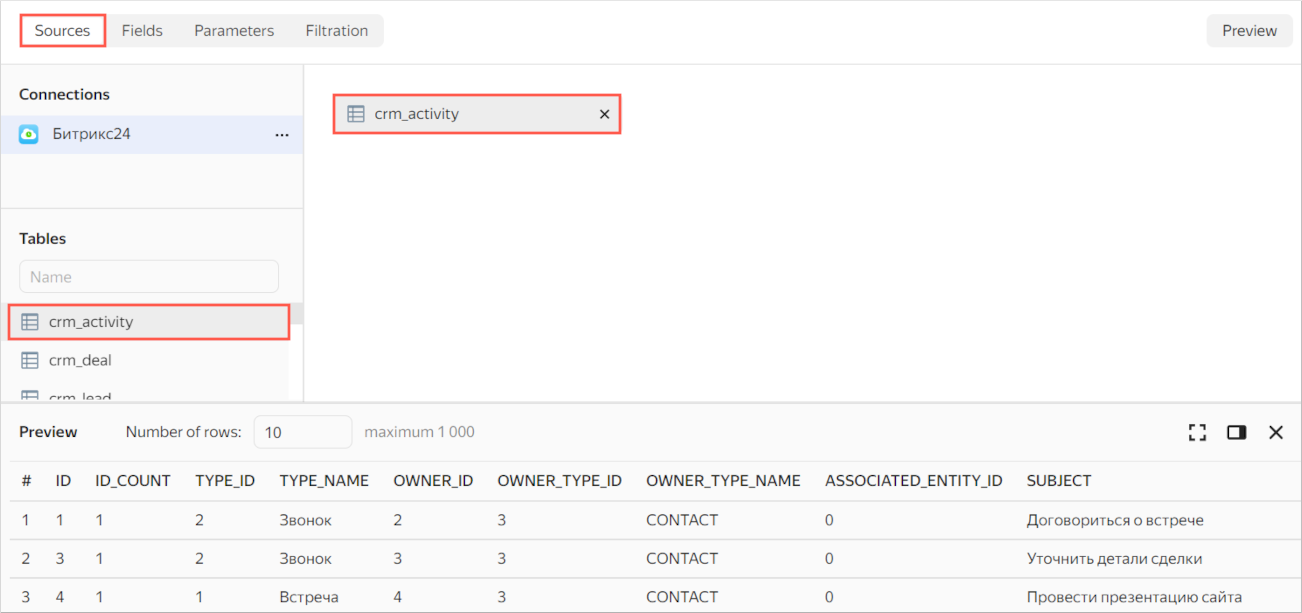 Sources Fields Parameters Filtration Preview
Connections
Битрикс24
crm_activity
Tables
Name
crm_activity
crm_deal
crm_lead
Preview Number of rows: 10 maximum 1 000
# ID ID_COUNT TYPE_ID TYPE_NAME OWNER_ID OWNER_TYPE_ID OWNER_TYPE_NAME ASSOCIATED_ENTITY_ID SUBJECT
1 1 1 2 Звонок 2 3 CONTACT 0 Договориться о встрече
2 3 1 2 Звонок 3 3 CONTACT 0 Уточнить детали сделки
3 4 1 1 Встреча 4 3 CONTACT 0 Провести презентацию сайта